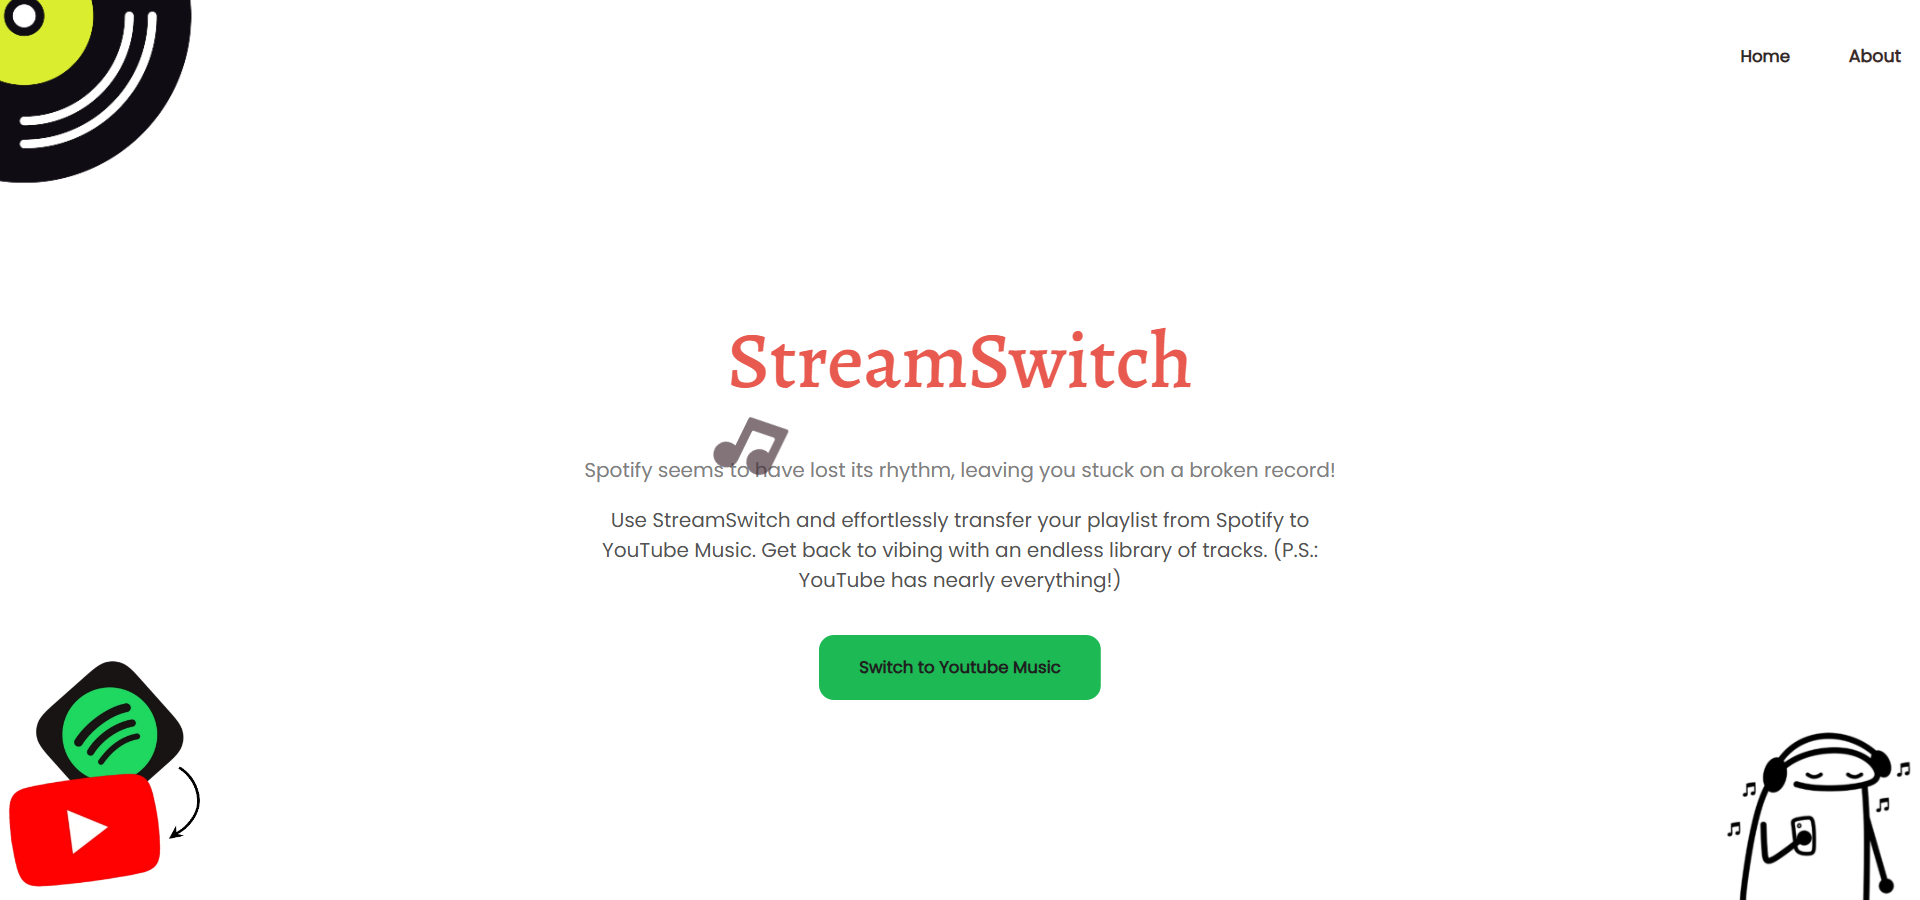 Home About
StreamSwitch
Spotify seems to have lost its rhythm, leaving you stuck on a broken record!
Use StreamSwitch and effortlessly transfer your playlist from Spotify to
YouTube Music. Get back to vibing with an endless library of tracks. (P.S.:
YouTube has nearly everything!)
Switch to Youtube Music